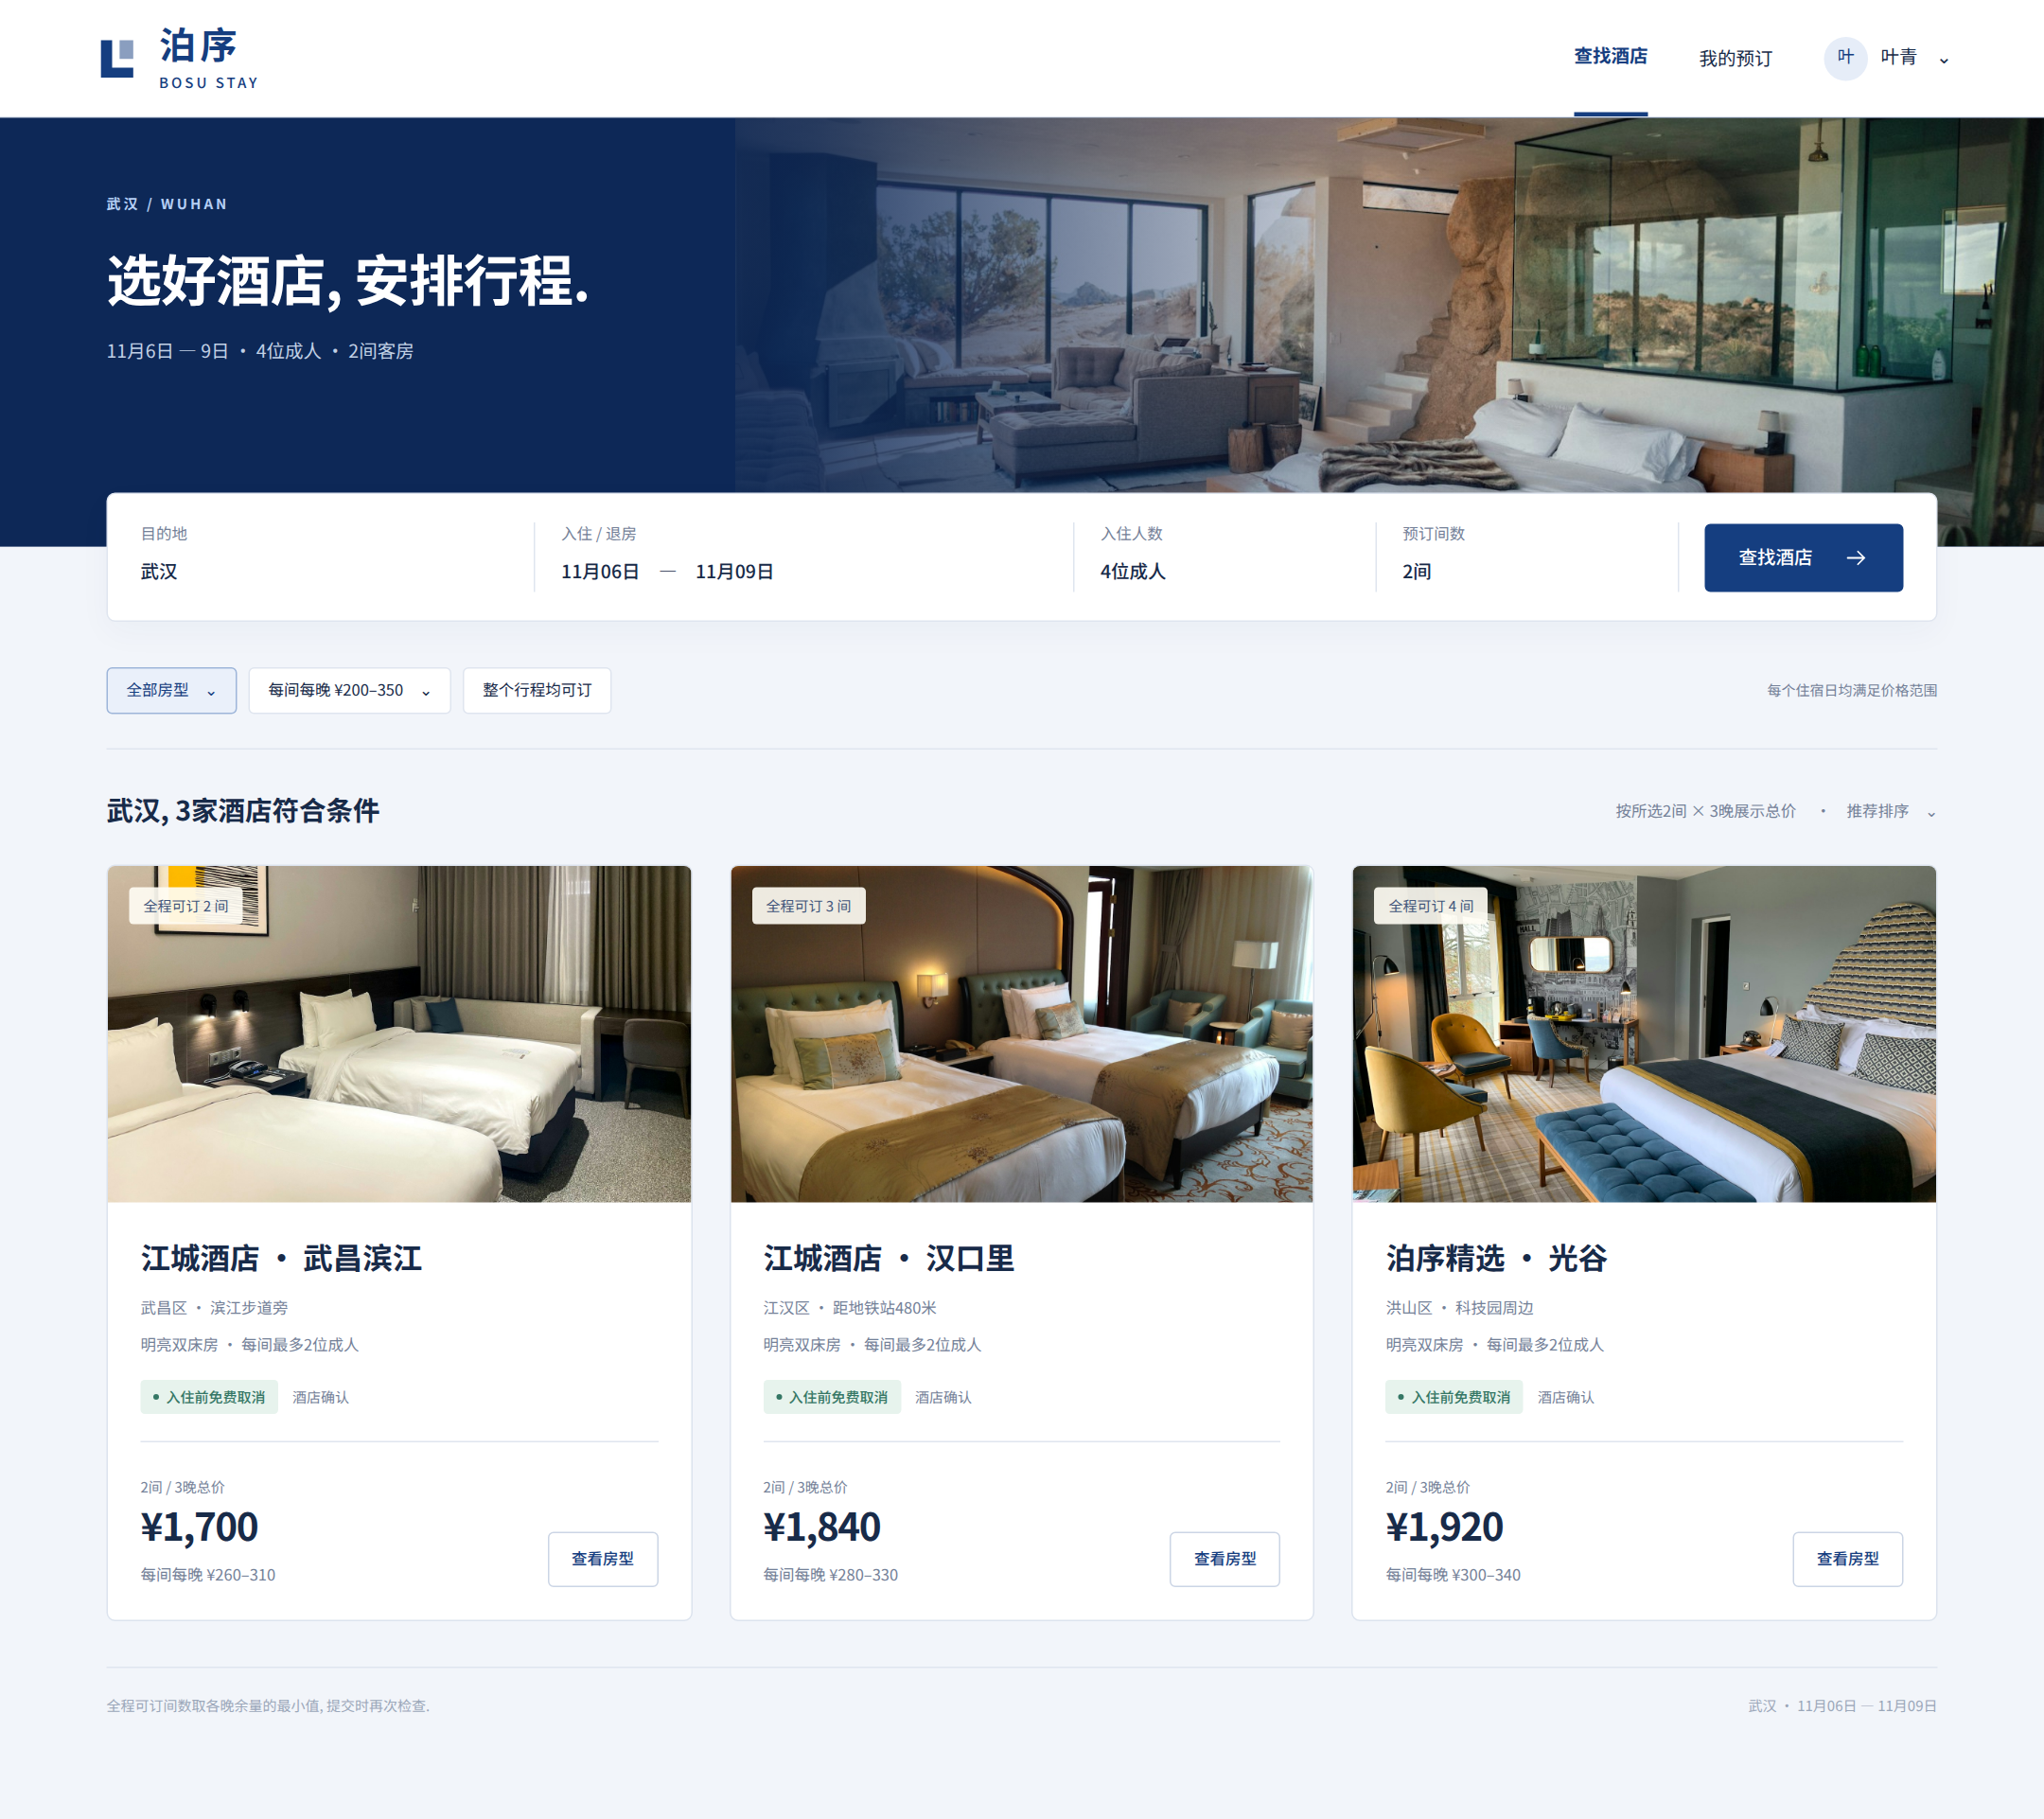 泊序
BOSU STAY
查找酒店
我的预订
叶
叶青
武汉 / WUHAN
选好酒店, 安排行程.
11月6日 — 9日 · 4位成人 · 2间客房
目的地
武汉
入住 / 退房
11月06日 — 11月09日
入住人数
4位成人
预订间数
2间
查找酒店 →
全部房型
每间每晚 ¥200–350
整个行程均可订
每个住宿日均满足价格范围
武汉, 3家酒店符合条件
按所选2间 × 3晚展示总价 · 推荐排序
全程可订 2 间
江城酒店 · 武昌滨江
武昌区 · 滨江步道旁
明亮双床房 · 每间最多2位成人
入住前免费取消
酒店确认
2间 / 3晚总价
¥1,700
每间每晚 ¥260–310
查看房型
全程可订 3 间
江城酒店 · 汉口里
江汉区 · 距地铁站480米
明亮双床房 · 每间最多2位成人
入住前免费取消
酒店确认
2间 / 3晚总价
¥1,840
每间每晚 ¥280–330
查看房型
全程可订 4 间
泊序精选 · 光谷
洪山区 · 科技园周边
明亮双床房 · 每间最多2位成人
入住前免费取消
酒店确认
2间 / 3晚总价
¥1,920
每间每晚 ¥300–340
查看房型
全程可订间数取各晚余量的最小值, 提交时再次检查.
武汉 · 11月06日 — 11月09日